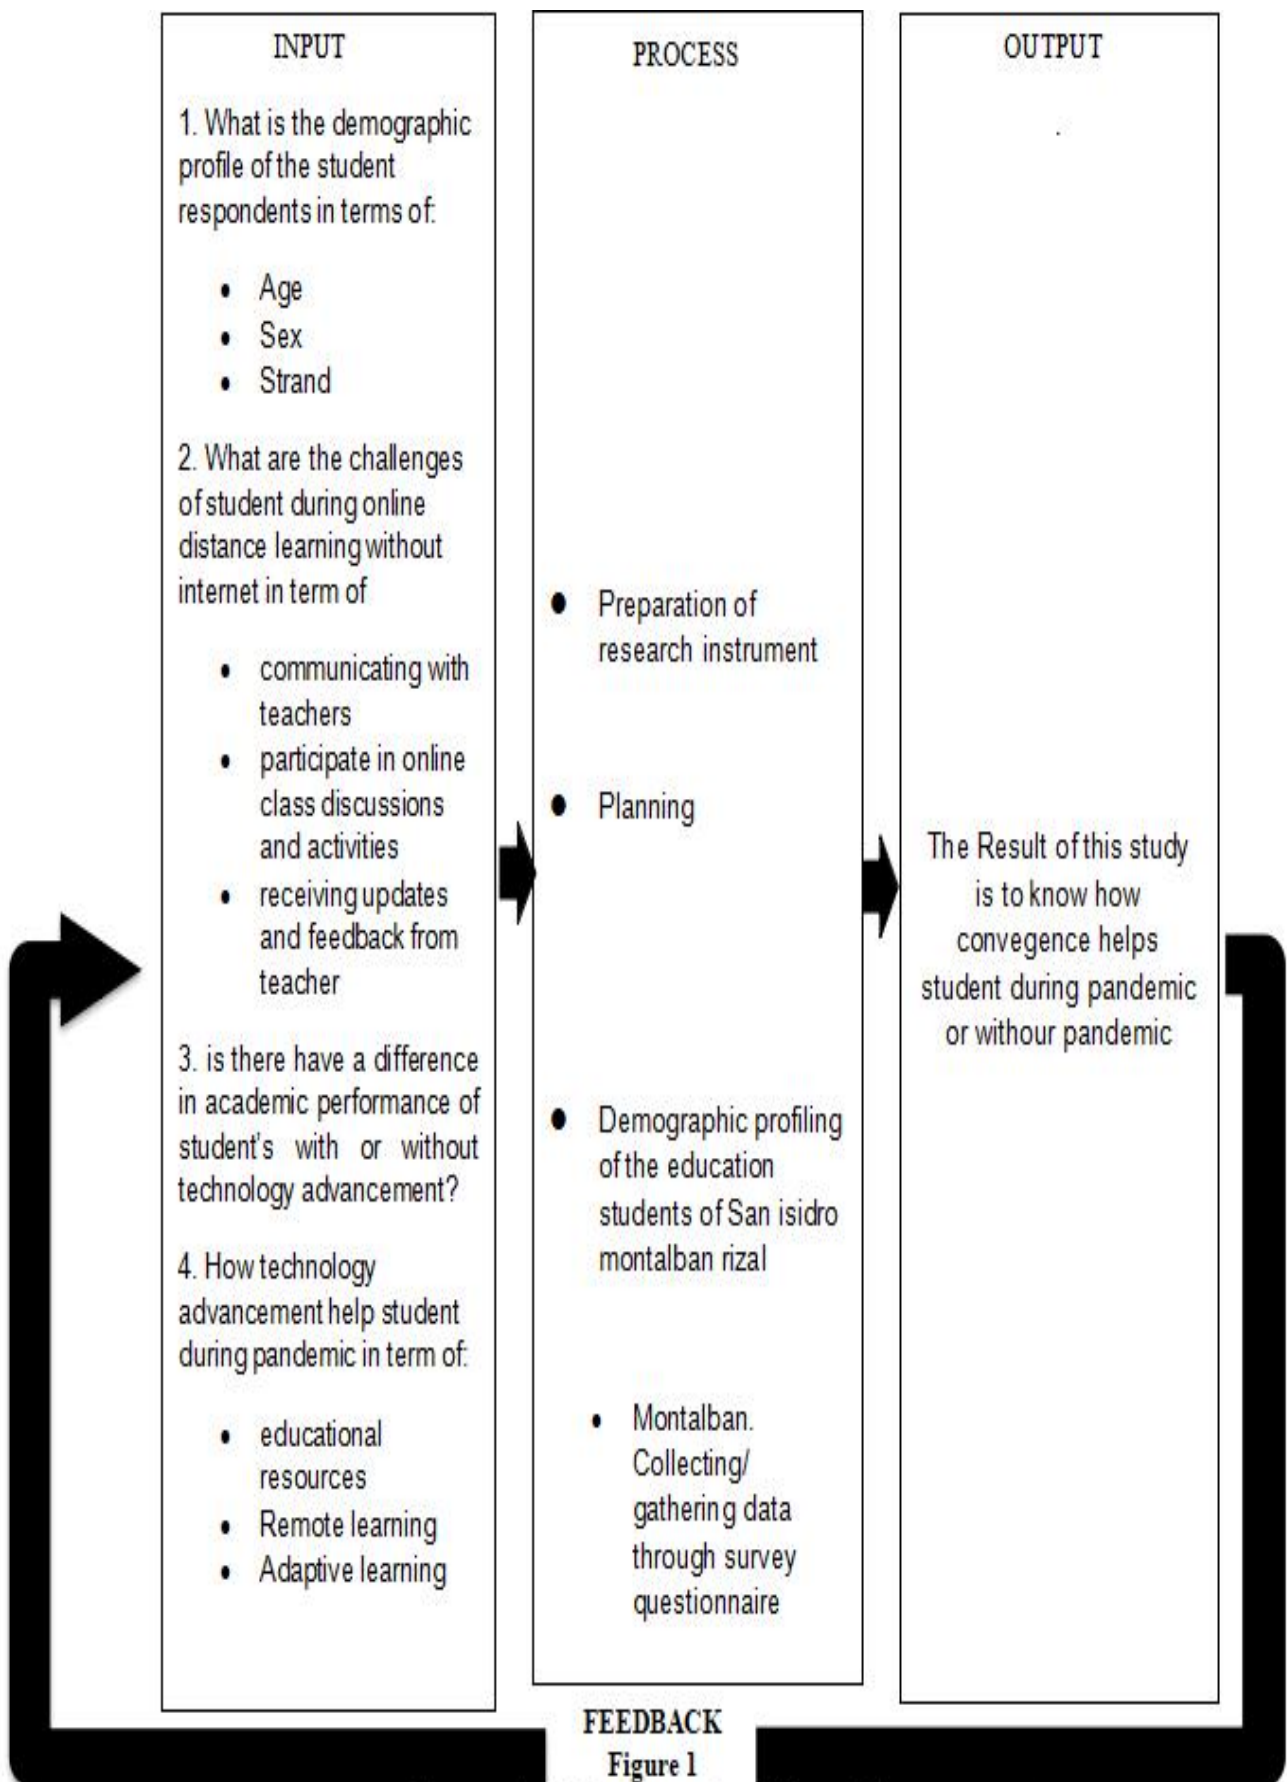 INPUT
1. What is the demographic
profile of the student
respondents in terms of:
• Age
• Sex
• Strand
2. What are the challenges
of student during online
distance learning without
internet in term of
• communicating with
teachers
• participate in online
class discussions
and activities
• receiving updates
and feedback from
teacher
3. is there have a difference
in academic performance of
student’s with or without
technology advancement?
4. How technology
advancement help student
during pandemic in term of:
• educational
resources
• Remote learning
• Adaptive learning
PROCESS
● Preparation of
research instrument
● Planning
● Demographic profiling
of the education
students of San isidro
montalban rizal
• Montalban.
Collecting/
gathering data
through survey
questionnaire
OUTPUT
.
The Result of this study
is to know how
convegence helps
student during pandemic
or withour pandemic
FEEDBACK
Figure 1